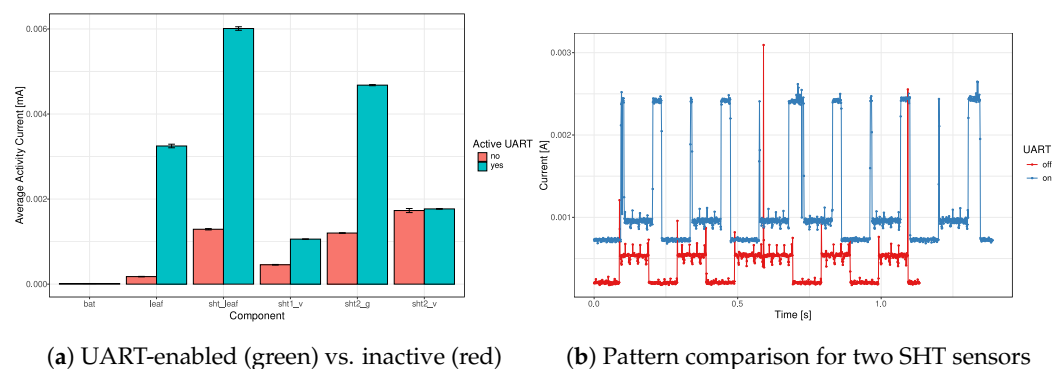 0.006
0.004
0.002
0.000
Average Activity Current [mA]
bat leaf sht_leaf sht1_v sht2_g sht2_v
Component
Active UART
no
yes
(a) UART-enabled (green) vs. inactive (red)
0.003
0.002
0.001
Current [A]
0.0 0.5 1.0
Time [s]
UART
off
on
(b) Pattern comparison for two SHT sensors